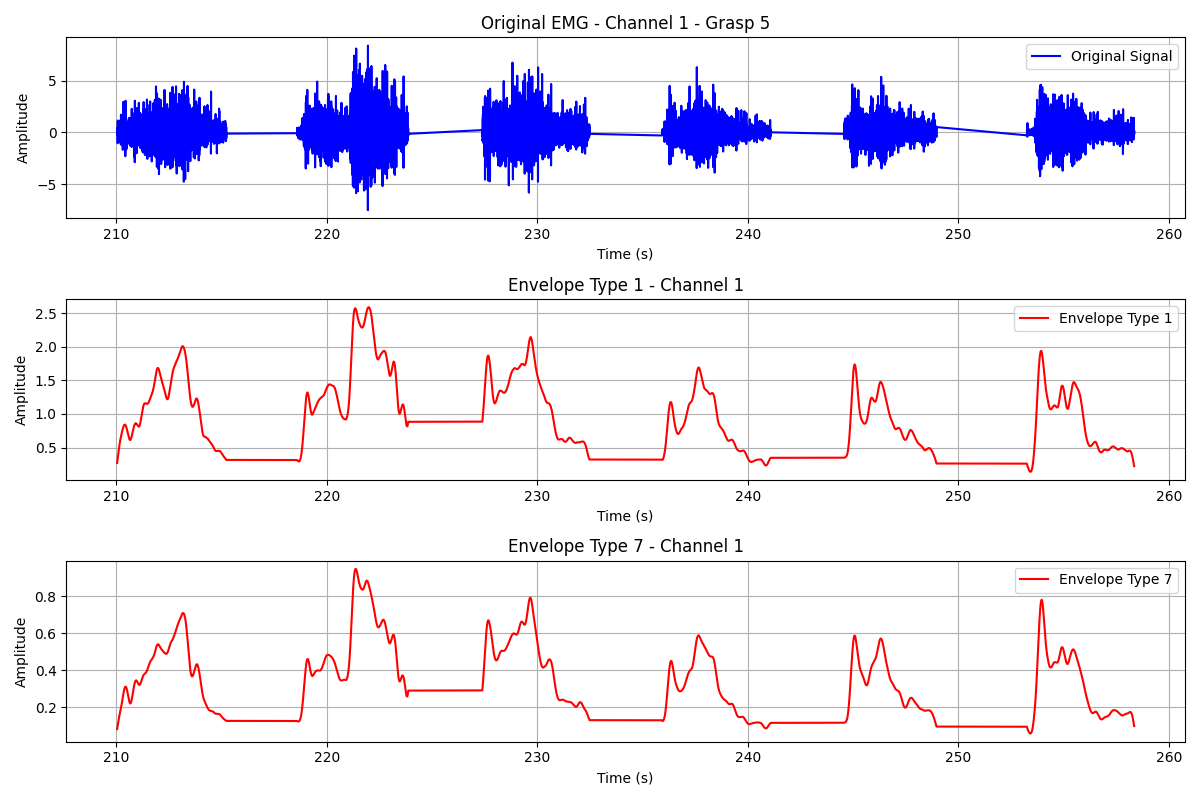 Original EMG - Channel 1 - Grasp 5
Original Signal
Amplitude
5
0
−5
210 220 230 240 250 260
Time (s)
Envelope Type 1 - Channel 1
Envelope Type 1
Amplitude
2.5
2.0
1.5
1.0
0.5
210 220 230 240 250 260
Time (s)
Envelope Type 7 - Channel 1
Envelope Type 7
Amplitude
0.8
0.6
0.4
0.2
210 220 230 240 250 260
Time (s)